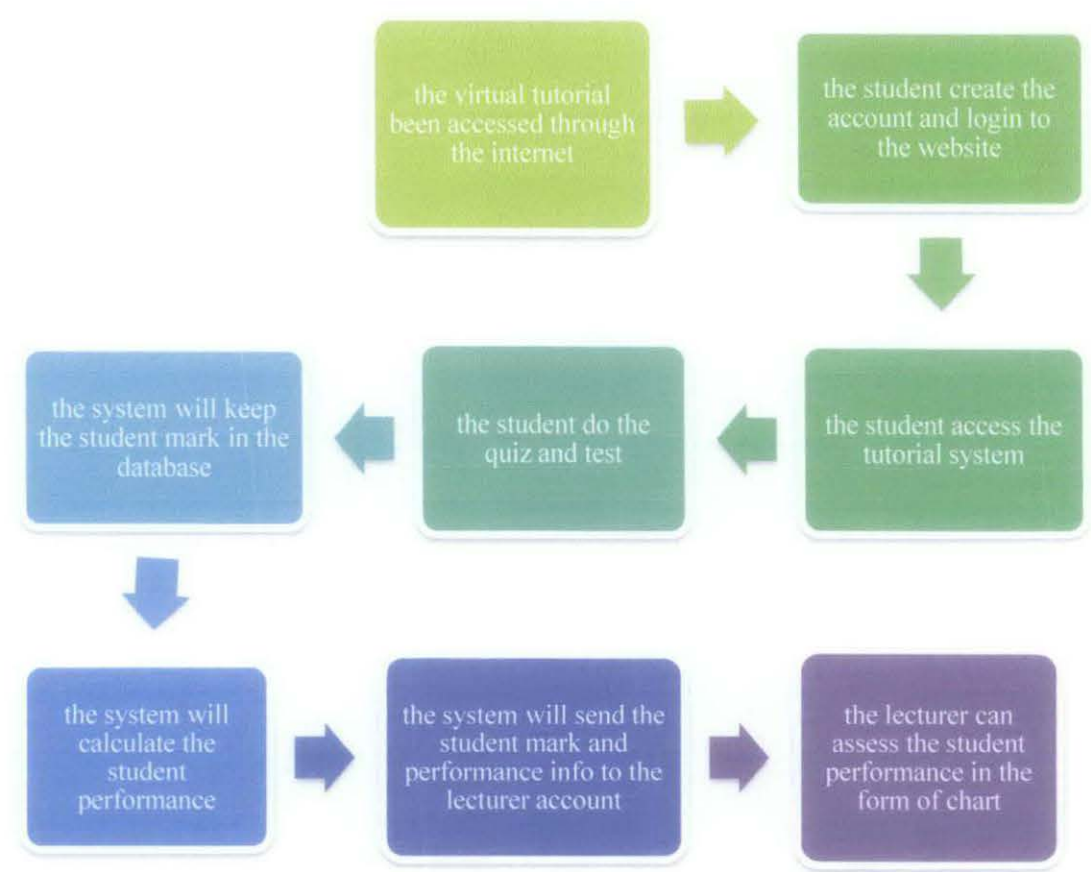 the virtual tutorial
been accessed through
the internet
the student create the
account and login to
the website
the student access the
tutorial system
the student do the
quiz and test
the system will keep
the student mark in the
database
the system will
calculate the
student
performance
the system will send the
student mark and
performance info to the
lecturer account
the lecturer can
assess the student
performance in the
form of chart